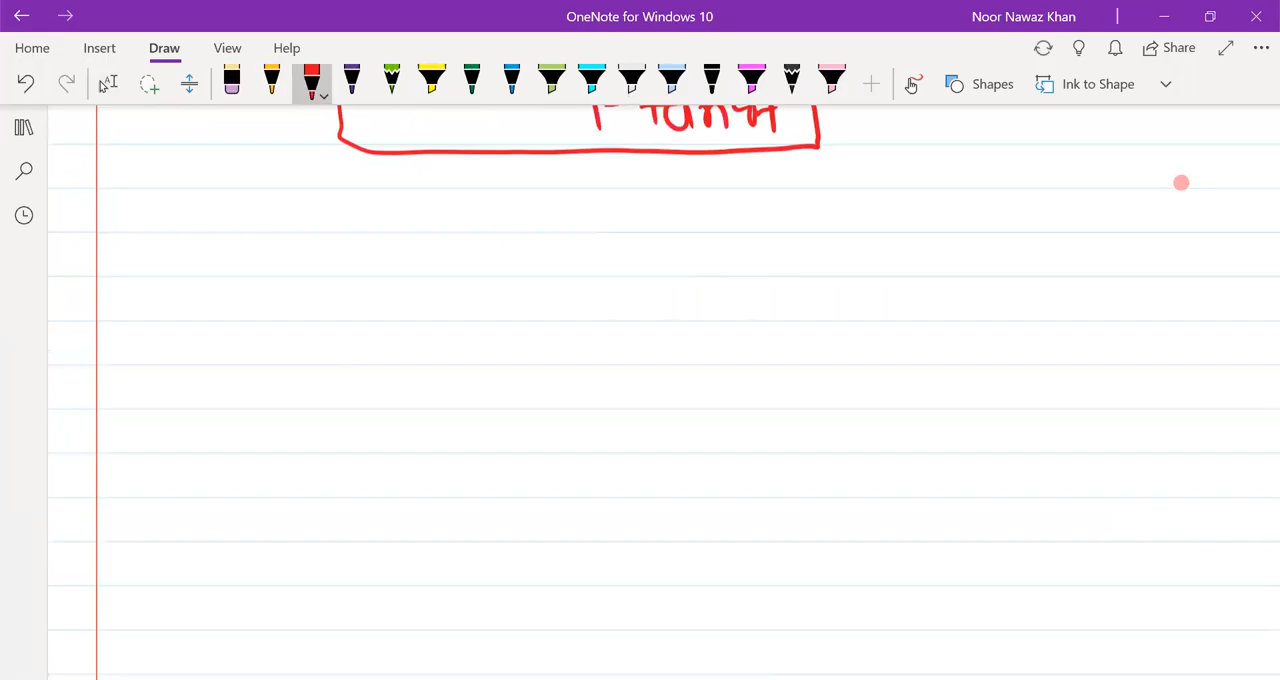 OneNote for Windows 10
Noor Nawaz Khan
Home Insert Draw View Help Share
Shapes Ink to Shape